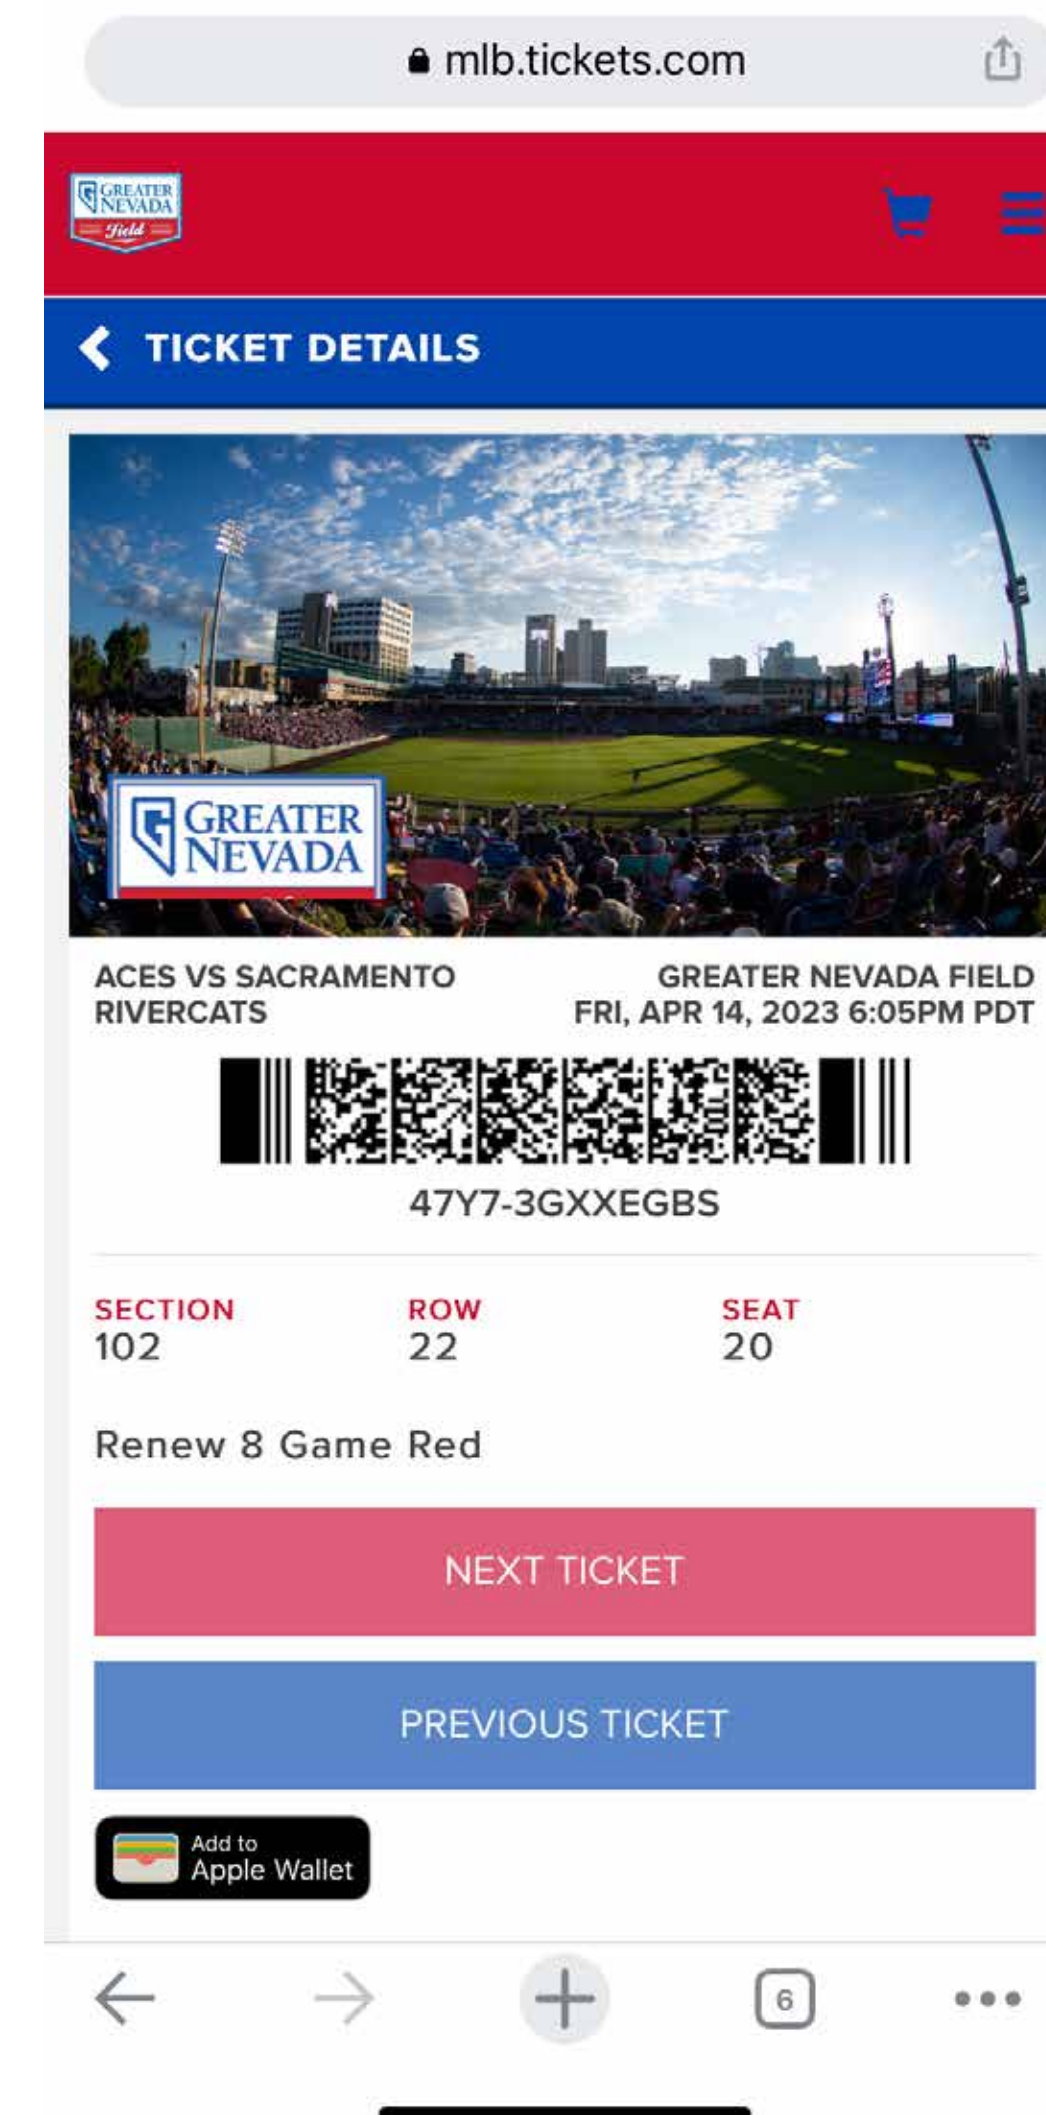 mlb.tickets.com
GREATER
NEVADA
Field
TICKET DETAILS
GREATER
NEVADA
ACES VS SACRAMENTO
RIVERCATS
GREATER NEVADA FIELD
FRI, APR 14, 2023 6:05PM PDT
47Y7-3GXXEGBS
SECTION
ROW
SEAT
102
22
20
Renew 8 Game Red
NEXT TICKET
PREVIOUS TICKET
Add to
Apple Wallet
6